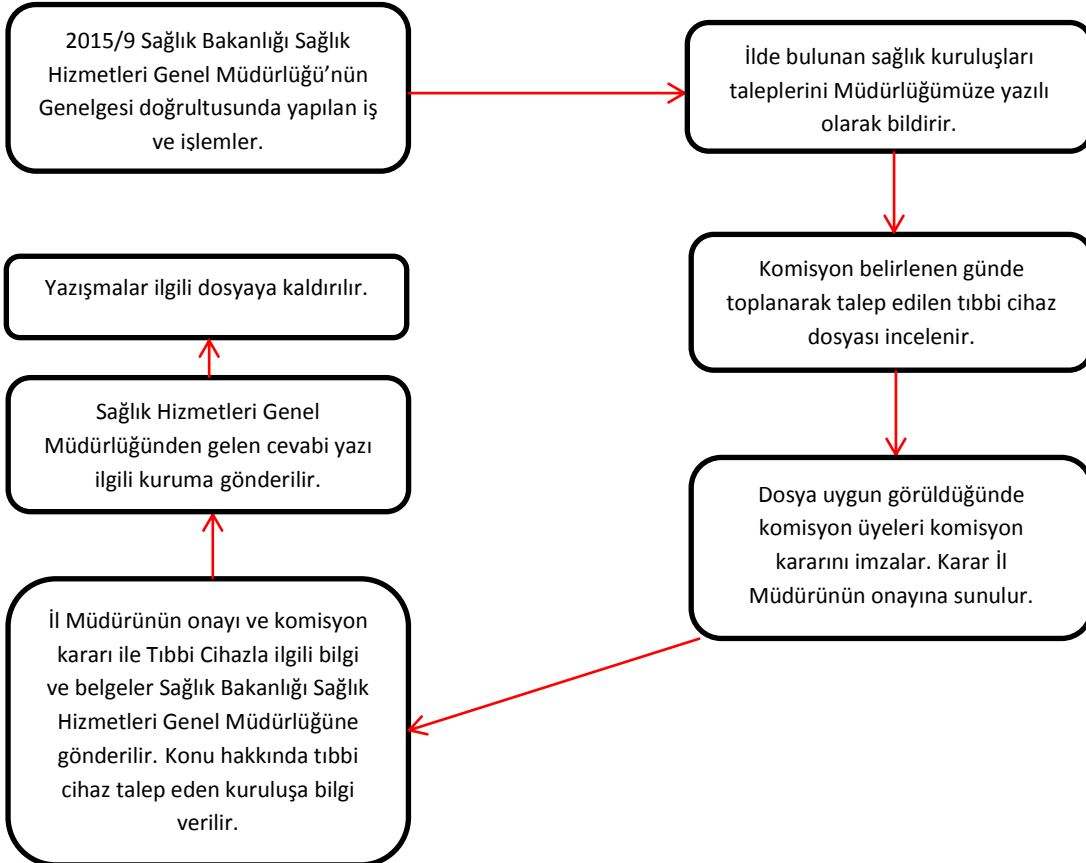 2015/9 Sağlık Bakanlığı Sağlık
Hizmetleri Genel Müdürlüğü’nün
Genelgesi doğrultusunda yapılan iş
ve işlemler.
İlde bulunan sağlık kuruluşları
taleplerini Müdürlüğümüze yazılı
olarak bildirir.
Komisyon belirlenen günde
toplanarak talep edilen tıbbi cihaz
dosyası incelenir.
Dosya uygun görüldüğünde
komisyon üyeleri komisyon
kararını imzalar. Karar İl
Müdürünün onayına sunulur.
İl Müdürünün onayı ve komisyon
kararı ile Tıbbi Cihazla ilgili bilgi
ve belgeler Sağlık Bakanlığı Sağlık
Hizmetleri Genel Müdürlüğüne
gönderilir. Konu hakkında tıbbi
cihaz talep eden kuruluşa bilgi
verilir.
Sağlık Hizmetleri Genel
Müdürlüğünden gelen cevabi yazı
ilgili kuruma gönderilir.
Yazışmalar ilgili dosyaya kaldırılır.